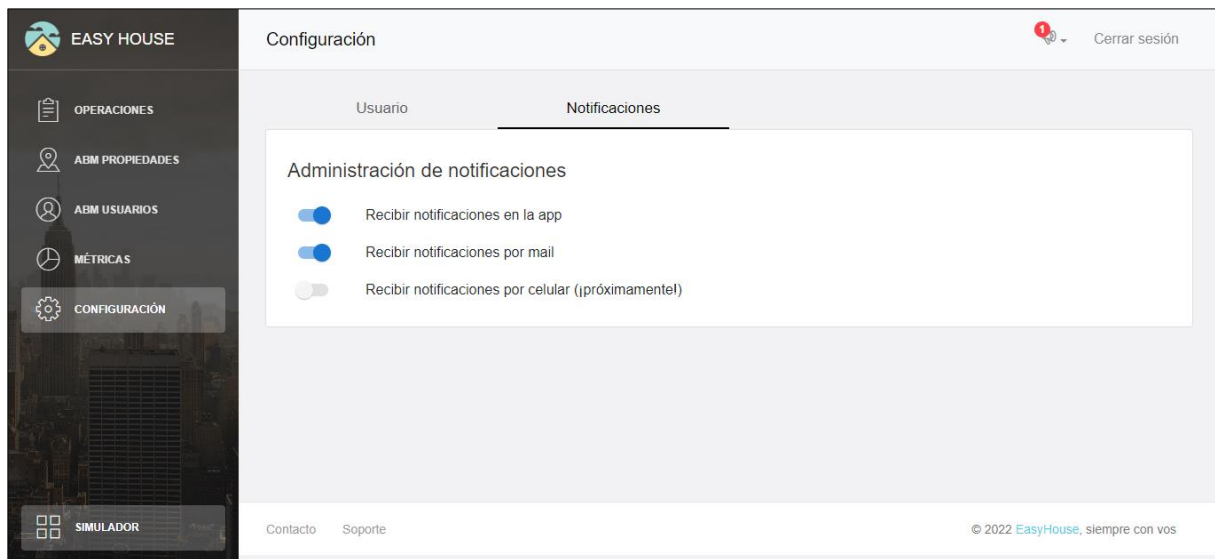 EASY HOUSE
Configuración
1
Cerrar sesión
OPERACIONES
ABM PROPIEDADES
ABM USUARIOS
MÉTRICAS
CONFIGURACIÓN
SIMULADOR
Usuario
Notificaciones
Administración de notificaciones
Recibir notificaciones en la app
Recibir notificaciones por mail
Recibir notificaciones por celular (¡próximamente!)
Contacto
Soporte
© 2022 EasyHouse, siempre con vos